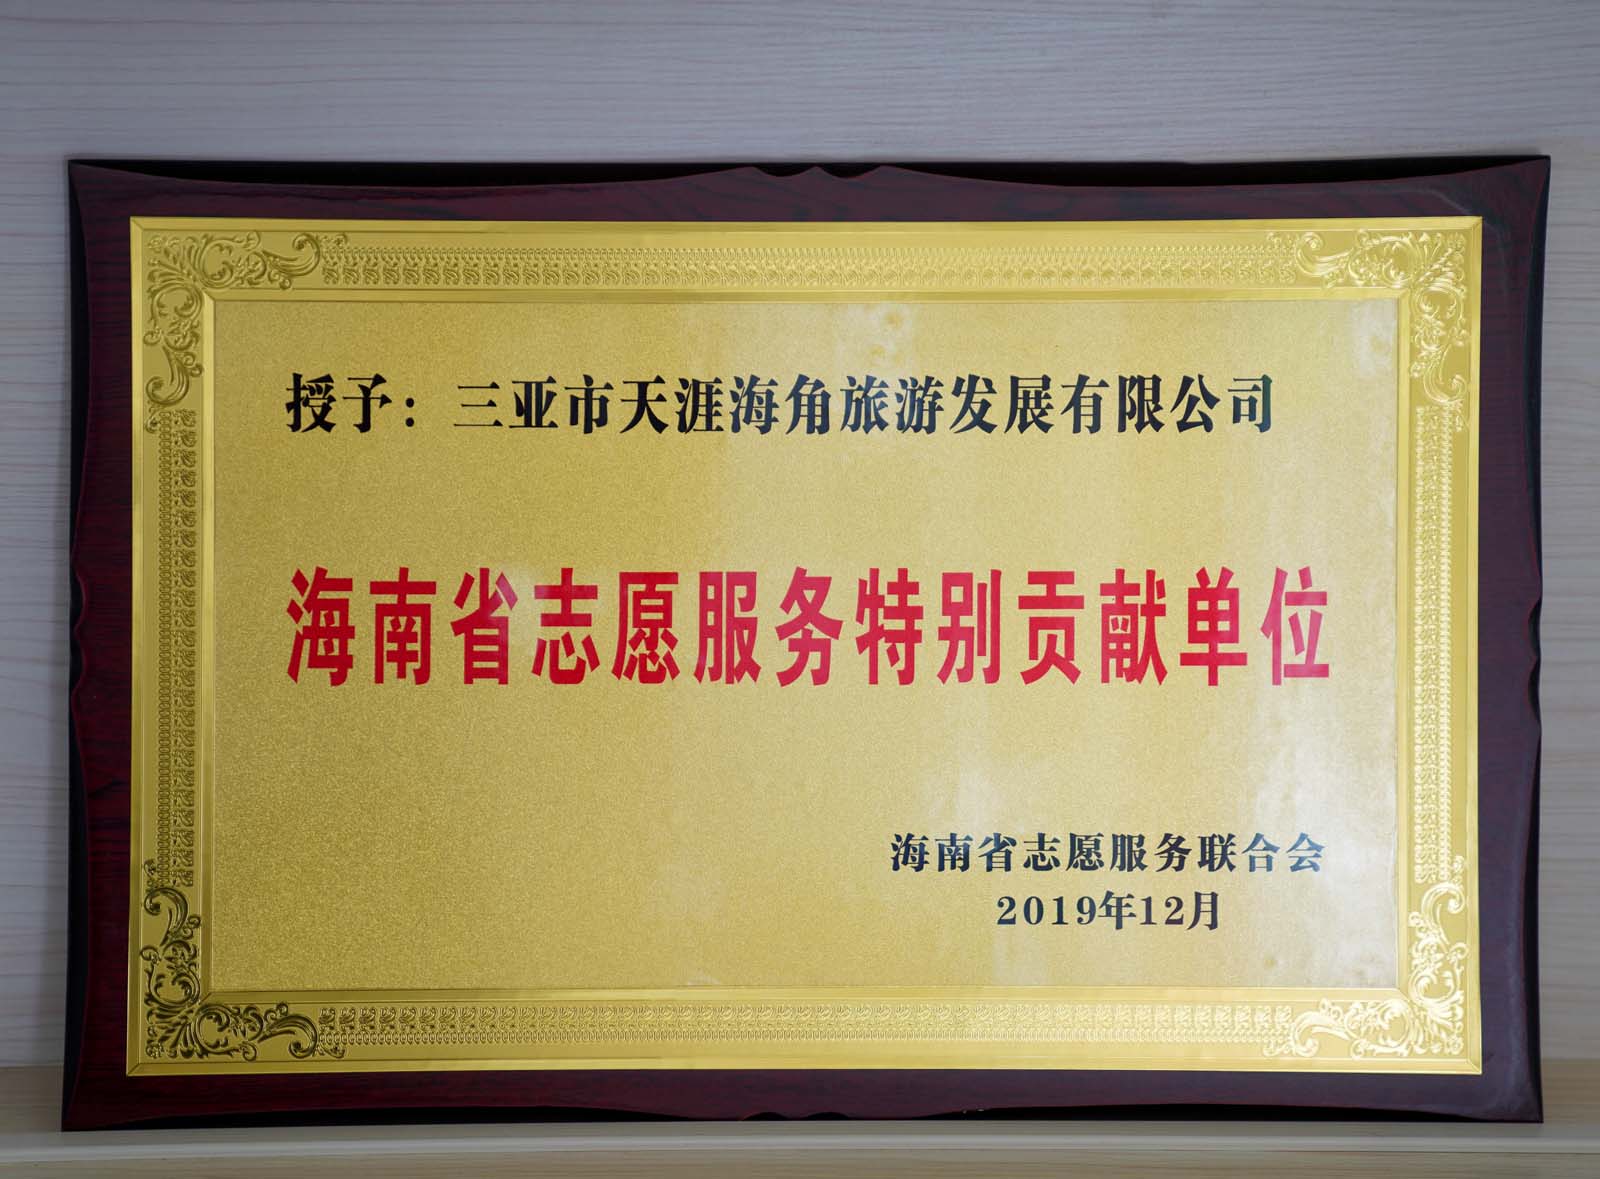 授予：三亚市天涯海角旅游发展有限公司
海南省志愿服务特别贡献单位
海南省志愿服务联合会
2019年12月